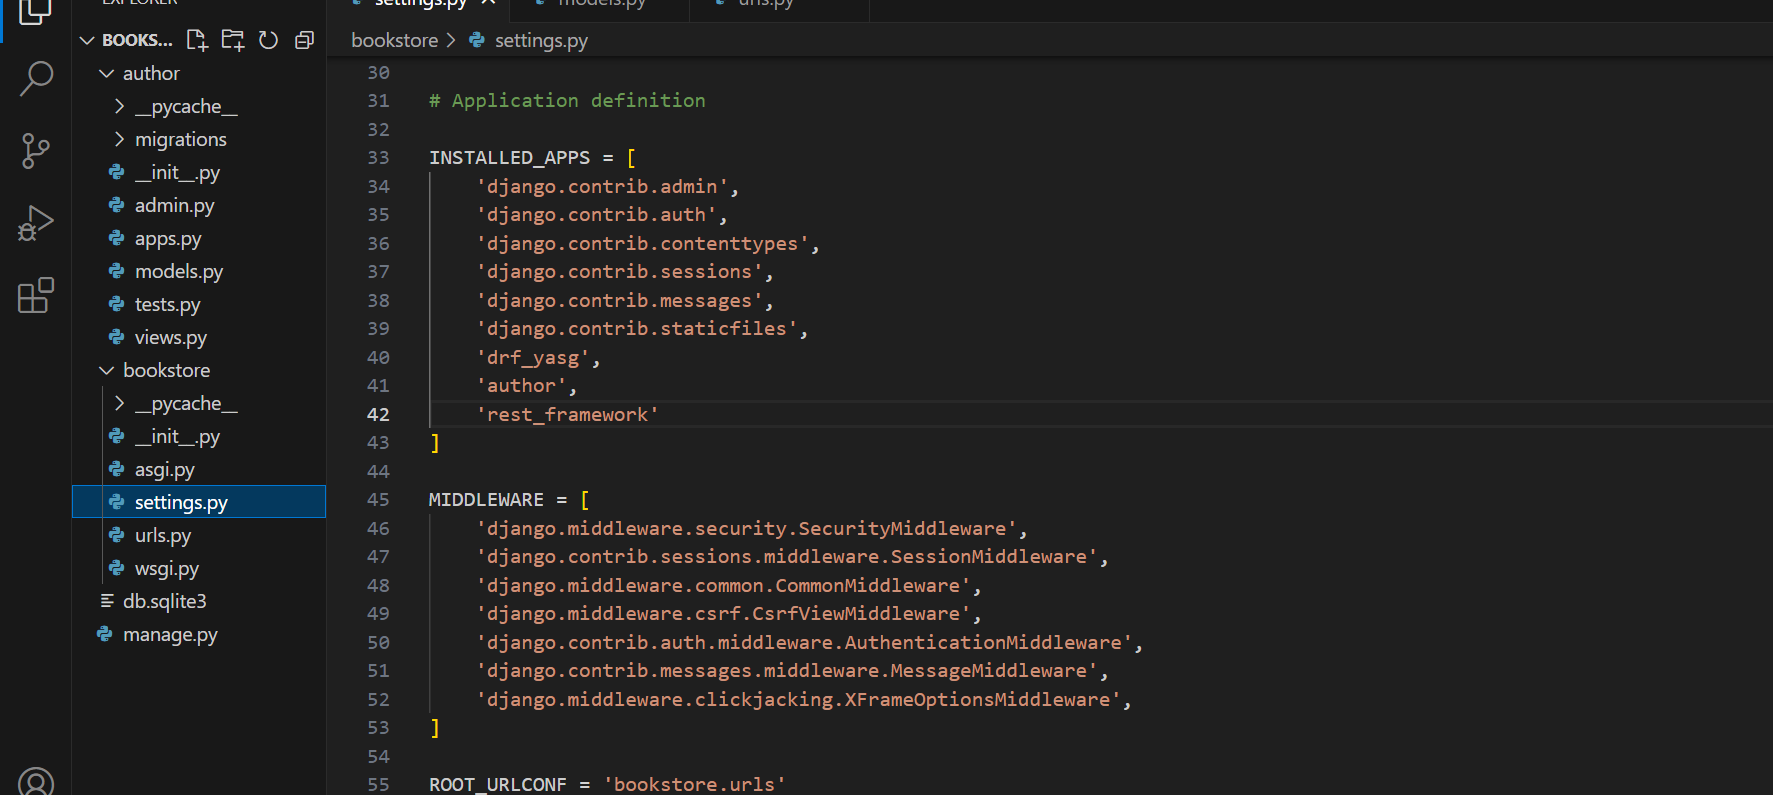 EXPLORER
BOOKS...
author
__pycache__
migrations
__init__.py
admin.py
apps.py
models.py
tests.py
views.py
bookstore
__pycache__
__init__.py
asgi.py
settings.py
urls.py
wsgi.py
db.sqlite3
manage.py
settings.py models.py urls.py
bookstore > settings.py
30
31 # Application definition
32
33 INSTALLED_APPS = [
34 'django.contrib.admin',
35 'django.contrib.auth',
36 'django.contrib.contenttypes',
37 'django.contrib.sessions',
38 'django.contrib.messages',
39 'django.contrib.staticfiles',
40 'drf_yasg',
41 'author',
42 'rest_framework'
43 ]
44
45 MIDDLEWARE = [
46 'django.middleware.security.SecurityMiddleware',
47 'django.contrib.sessions.middleware.SessionMiddleware',
48 'django.middleware.common.CommonMiddleware',
49 'django.middleware.csrf.CsrfViewMiddleware',
50 'django.contrib.auth.middleware.AuthenticationMiddleware',
51 'django.contrib.messages.middleware.MessageMiddleware',
52 'django.middleware.clickjacking.XFrameOptionsMiddleware',
53 ]
54
55 ROOT_URLCONF = 'bookstore.urls'